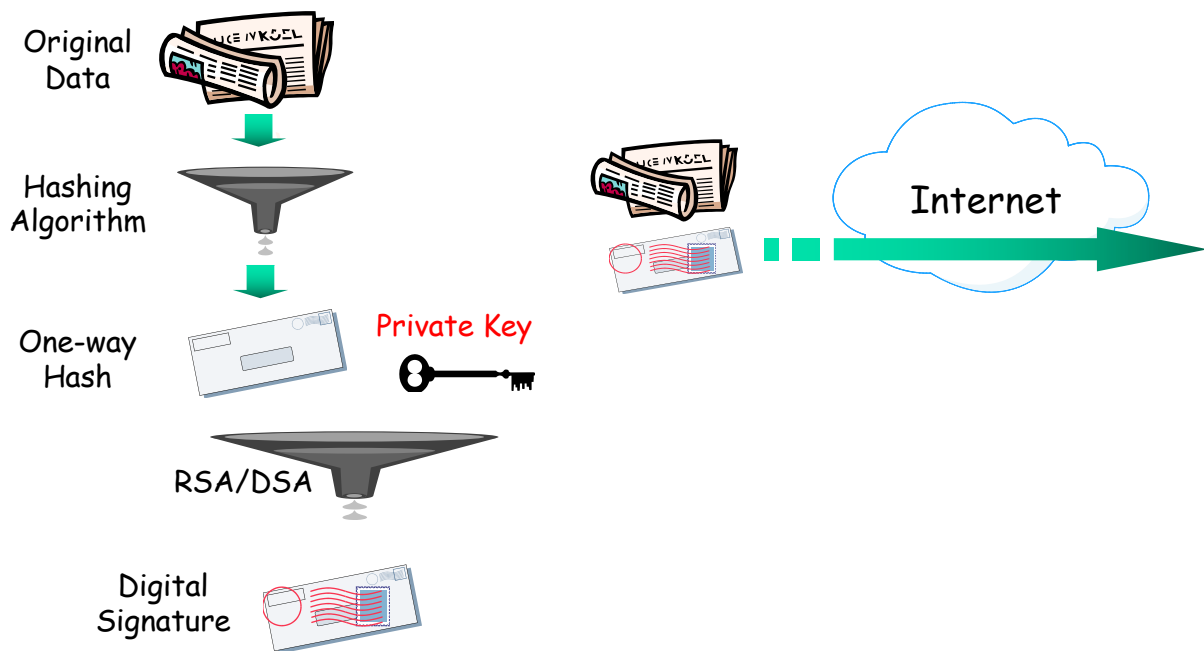 Original
Data
Hashing
Algorithm
One-way
Hash
Private Key
RSA/DSA
Digital
Signature
Internet